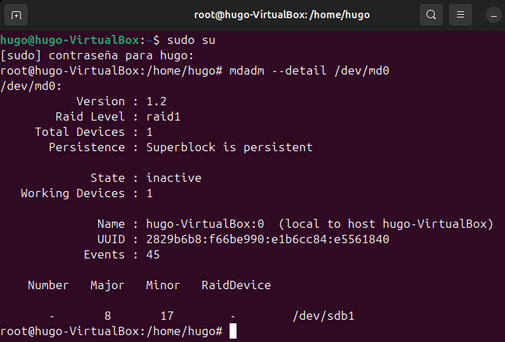 root@hugo-VirtualBox: /home/hugo
hugo@hugo-VirtualBox:~$ sudo su
[sudo] contraseña para hugo:
root@hugo-VirtualBox:/home/hugo# mdadm --detail /dev/md0
/dev/md0:
Version : 1.2
Raid Level : raid1
Total Devices : 1
Persistence : Superblock is persistent
State : inactive
Working Devices : 1
Name : hugo-VirtualBox:0  (local to host hugo-VirtualBox)
UUID : 2829b6b8:f66be990:e1b6cc84:e5561840
Events : 45
Number   Major   Minor   RaidDevice
-       8       17        -        /dev/sdb1
root@hugo-VirtualBox:/home/hugo#